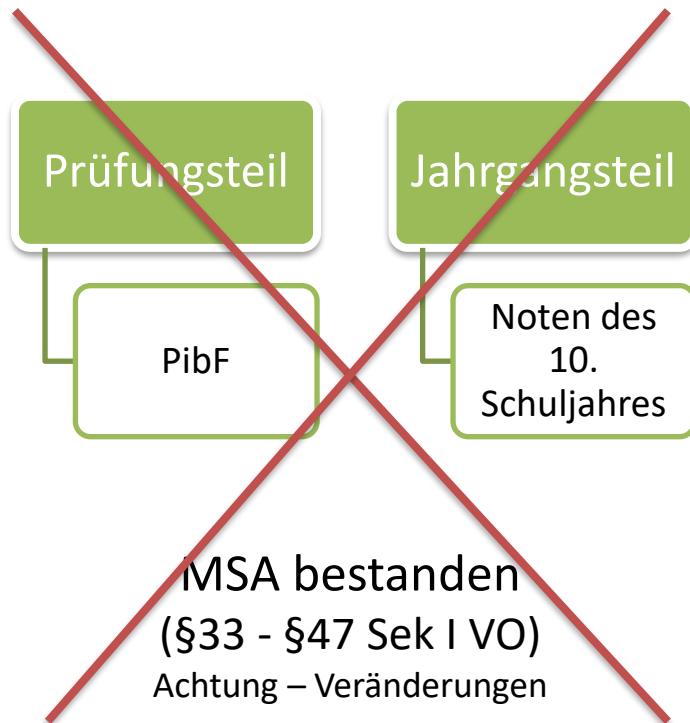 Prüfungsteil
Jahrgangsteil
PibF
Noten des
10.
Schuljahres
MSA bestanden
(§33 - §47 Sek I VO)
Achtung – Veränderungen